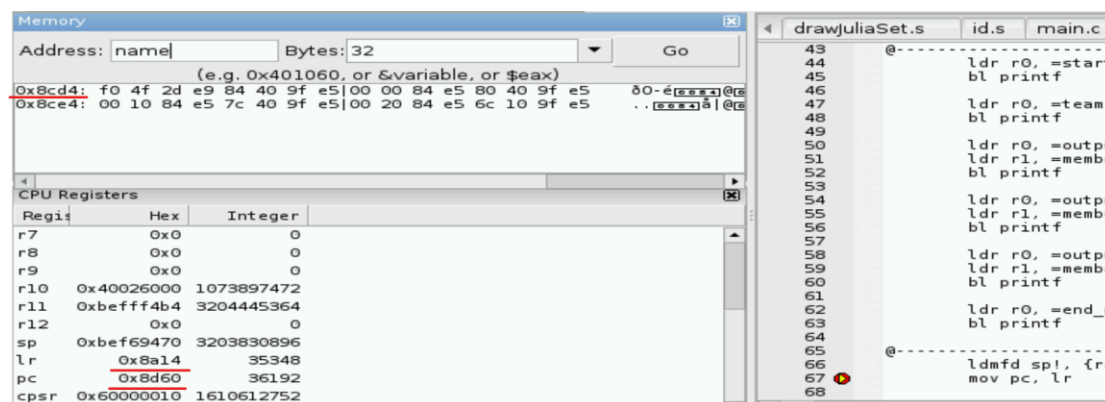 Memory
Address: name Bytes: 32 Go
(e.g. 0x401060, or &variable, or $eax)
0x8cd4: f0 4f 2d e9 84 40 9f e5|00 00 84 e5 80 40 9f e5 ðO-é
0x8ce4: 00 10 84 e5 7c 40 9f e5|00 20 84 e5 6c 10 9f e5
CPU Registers
Regis Hex Integer
r7 0x0 0
r8 0x0 0
r9 0x0 0
r10 0x40026000 1073897472
r11 0xbefff4b4 3204445364
r12 0x0 0
sp 0xbef69470 3203830896
lr 0x8a14 35348
pc 0x8d60 36192
cpsr 0x60000010 1610612752
drawJuliaSet.s id.s main.c
43 @----------------------
44 ldr r0, =star
45 bl printf
46
47 ldr r0, =team
48 bl printf
49
50 ldr r0, =outp
51 ldr r1, =memb
52 bl printf
53
54 ldr r0, =outp
55 ldr r1, =memb
56 bl printf
57
58 ldr r0, =outp
59 ldr r1, =memb
60 bl printf
61
62 ldr r0, =end_
63 bl printf
64
65 @----------------------
66 ldmfd sp!, {r
67 mov pc, lr
68